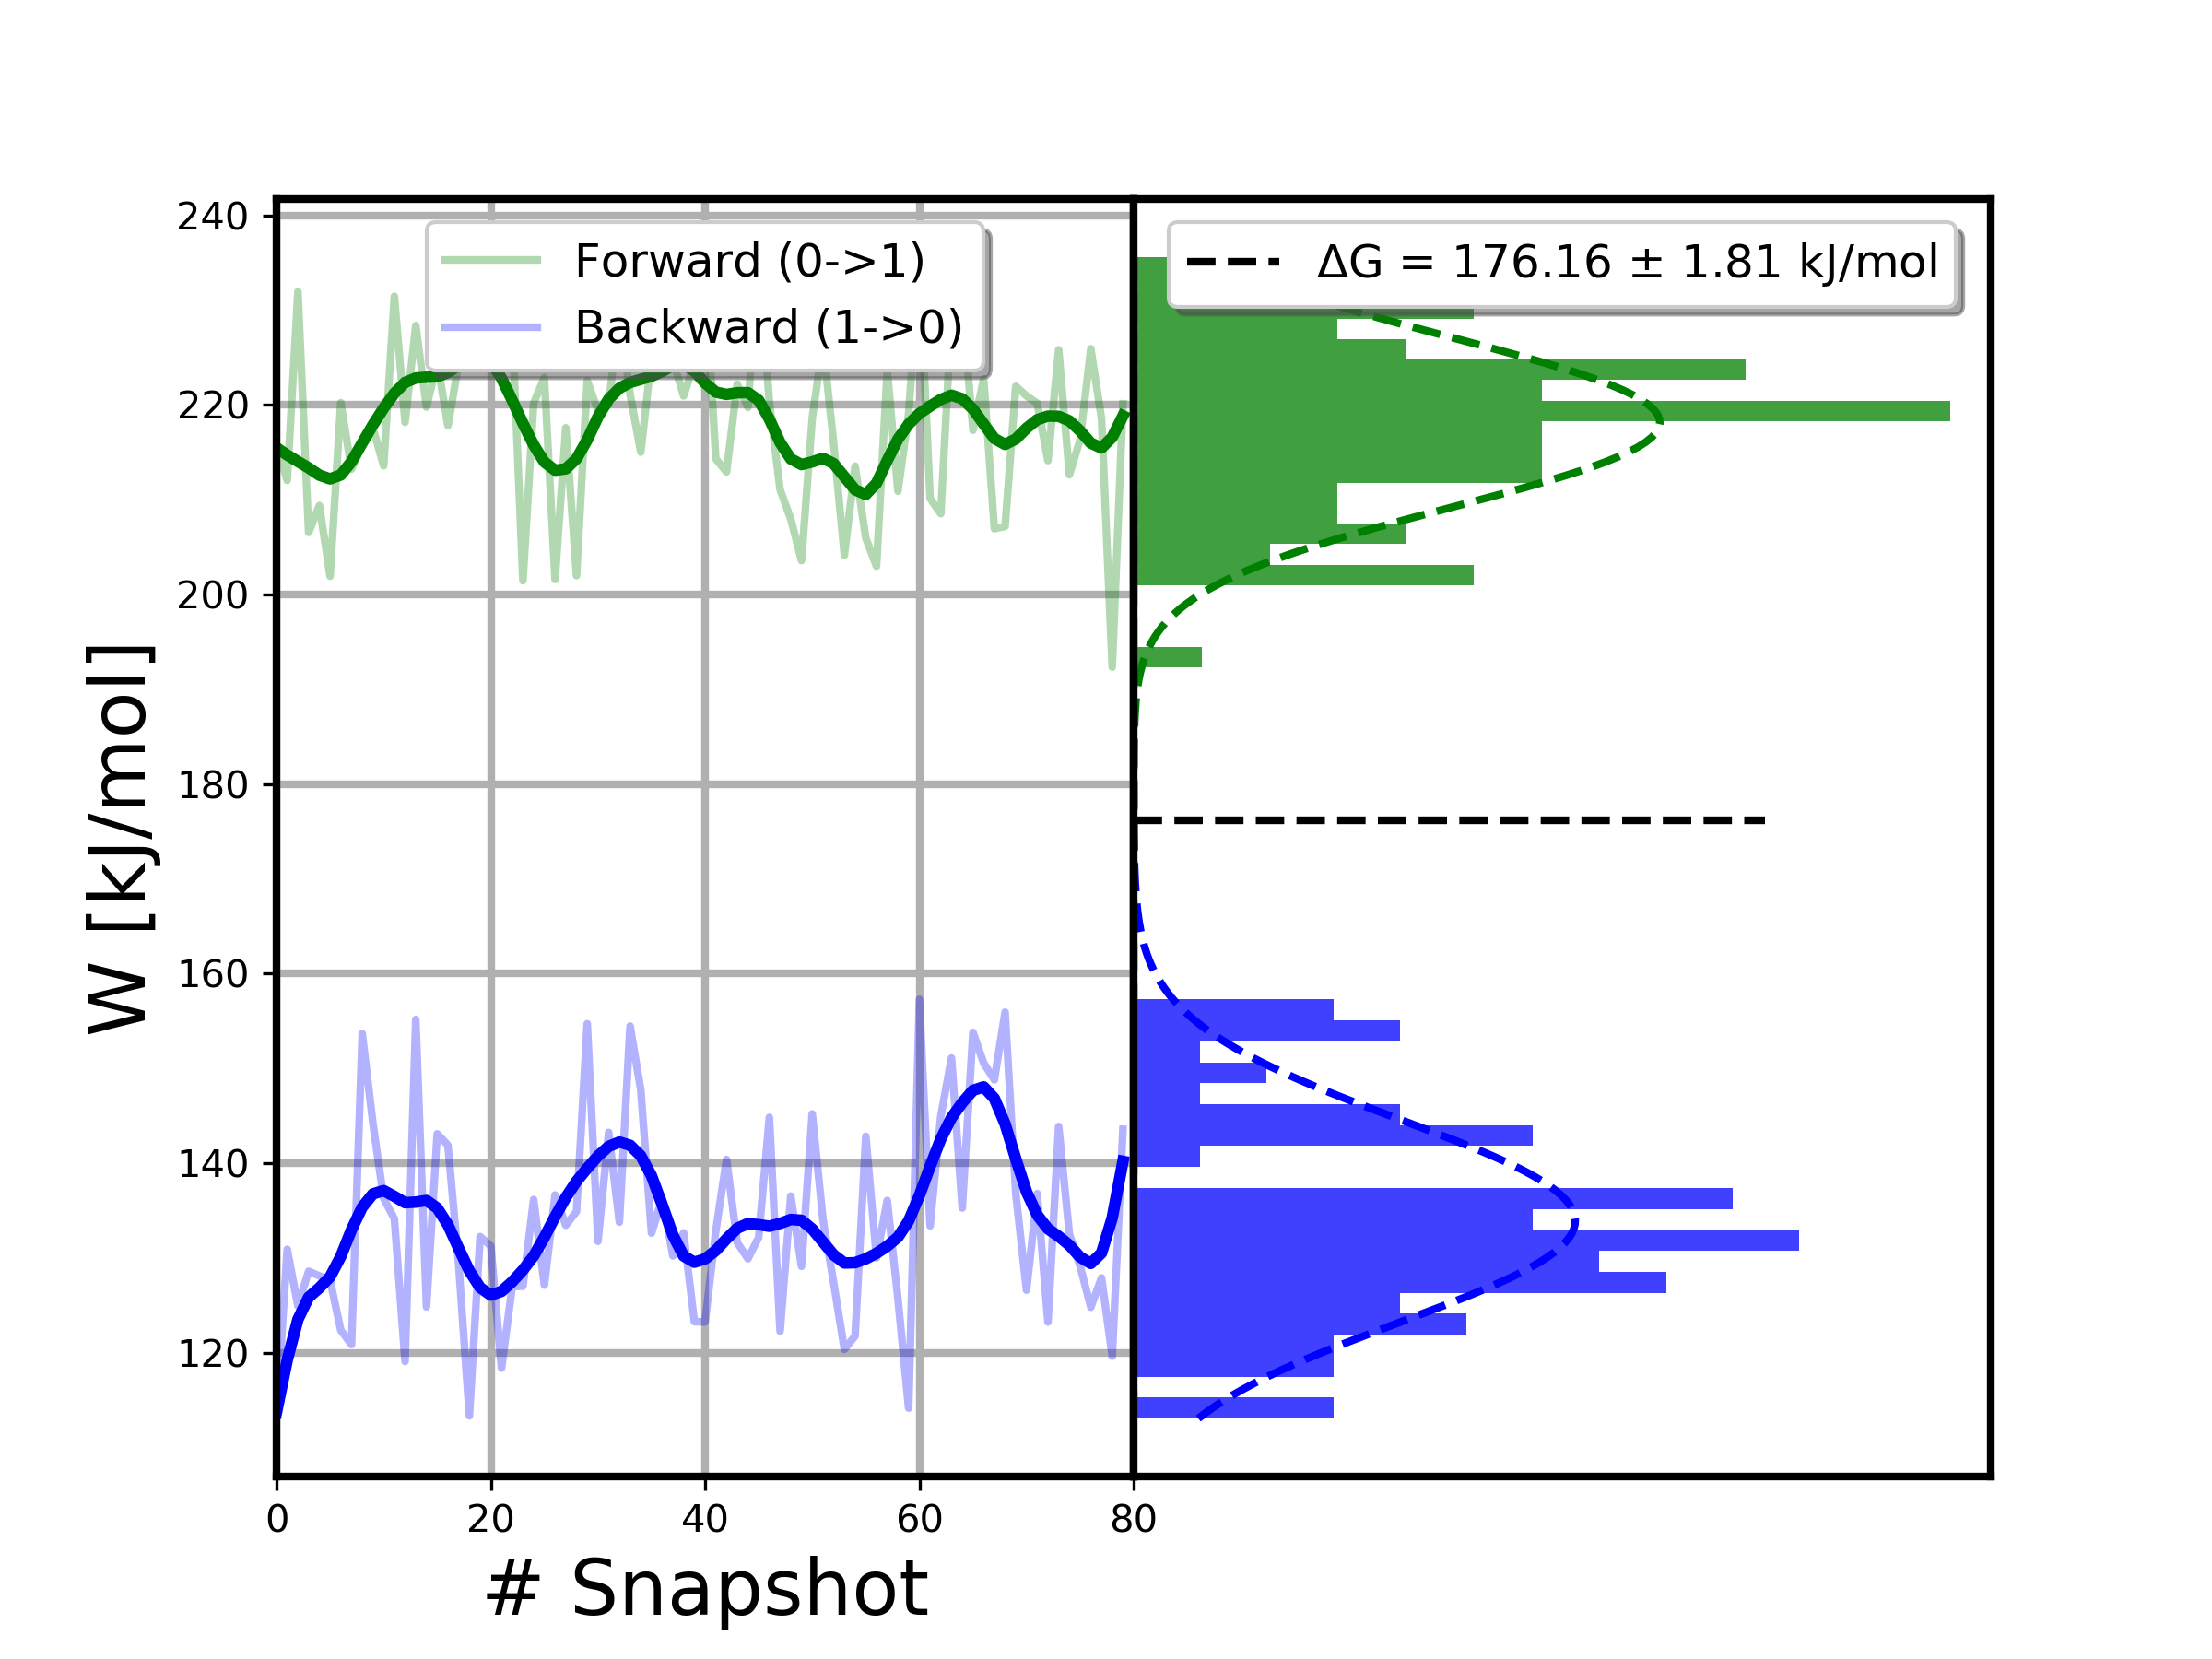 Forward (0->1)
Backward (1->0)
ΔG = 176.16 ± 1.81 kJ/mol
W [kJ/mol]
240
220
200
180
160
140
120
0 20 40 60 80
# Snapshot